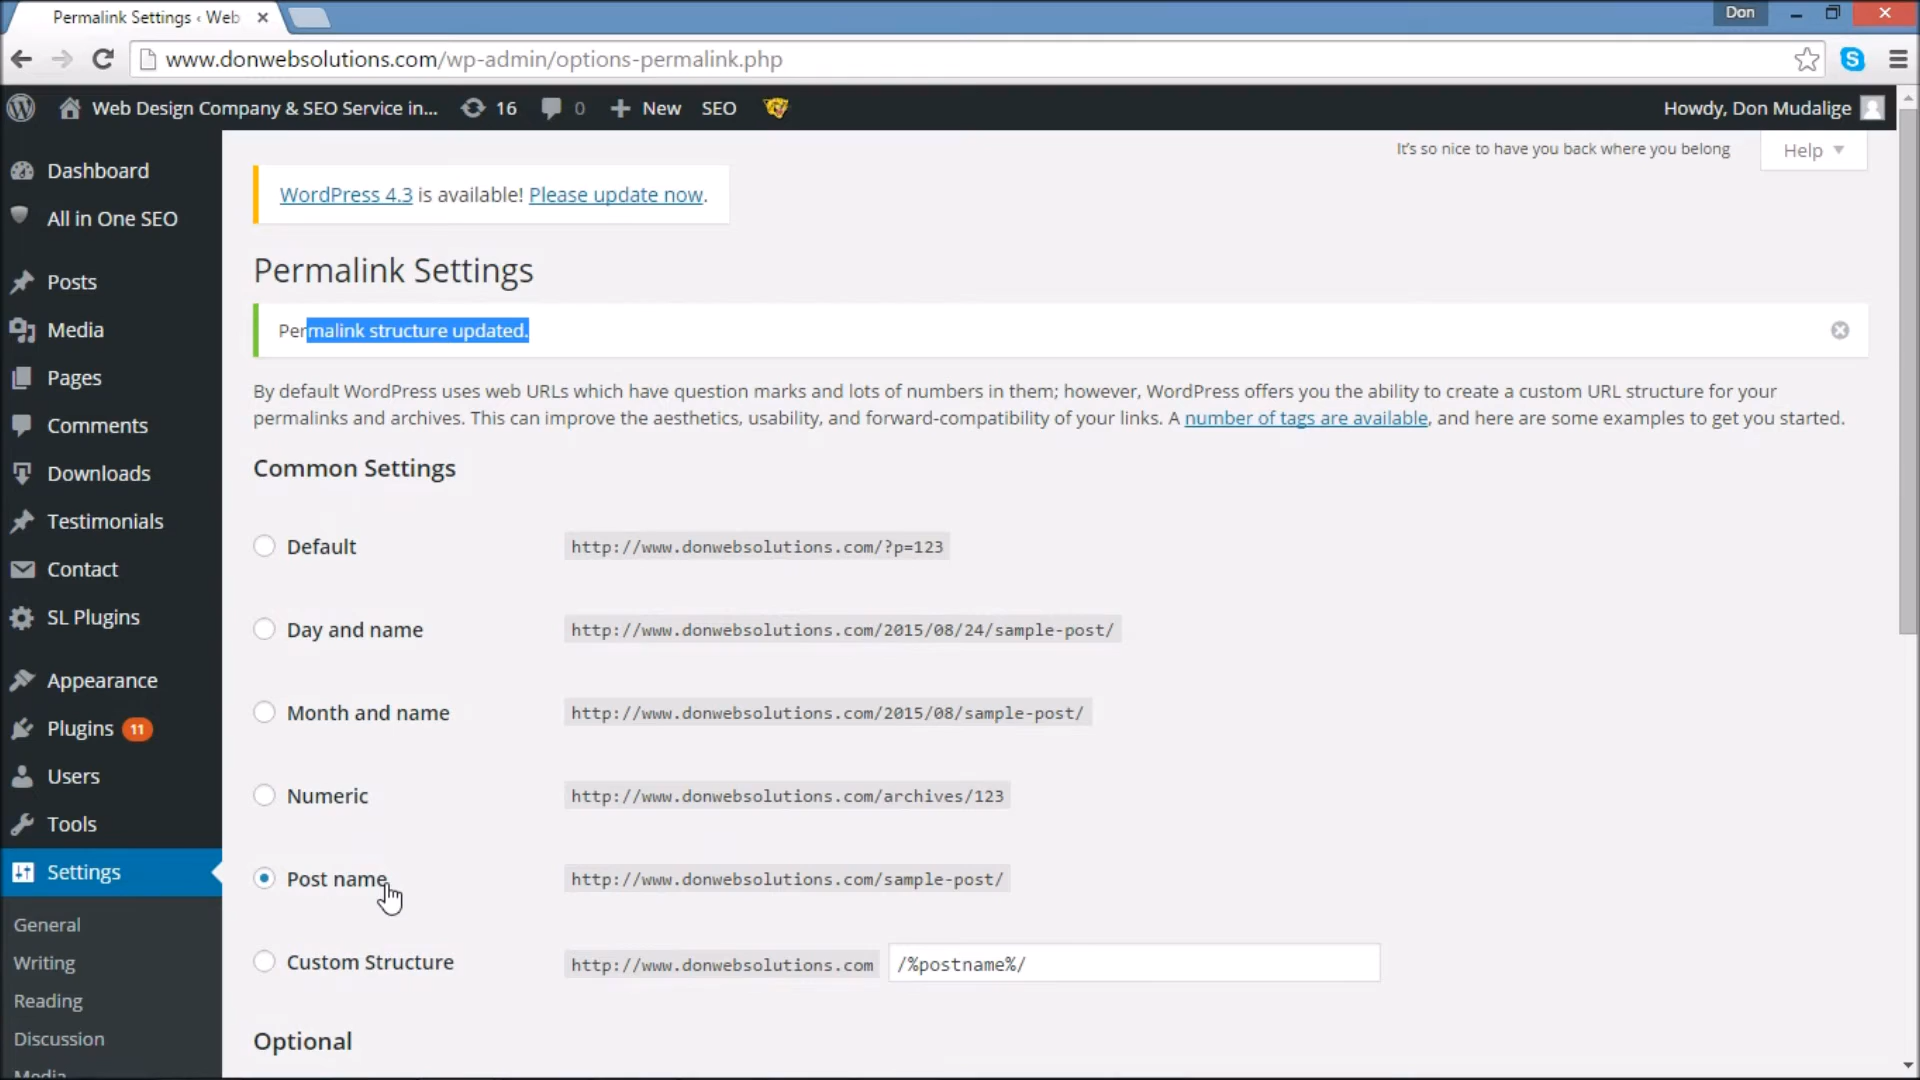 Permalink Settings ‹ Web
Don
www.donwebsolutions.com/wp-admin/options-permalink.php
S
Web Design Company & SEO Service in...
16
0
New
SEO
Howdy, Don Mudalige
It's so nice to have you back where you belong
Help
Dashboard
All in One SEO
Posts
Media
Pages
Comments
Downloads
Testimonials
Contact
SL Plugins
Appearance
Plugins 11
Users
Tools
Settings
General
Writing
Reading
Discussion
Media
WordPress 4.3 is available! Please update now.
Permalink Settings
Permalink structure updated.
By default WordPress uses web URLs which have question marks and lots of numbers in them; however, WordPress offers you the ability to create a custom URL structure for your
permalinks and archives. This can improve the aesthetics, usability, and forward-compatibility of your links. A number of tags are available, and here are some examples to get you started.
Common Settings
Default http://www.donwebsolutions.com/?p=123
Day and name http://www.donwebsolutions.com/2015/08/24/sample-post/
Month and name http://www.donwebsolutions.com/2015/08/sample-post/
Numeric http://www.donwebsolutions.com/archives/123
Post name http://www.donwebsolutions.com/sample-post/
Custom Structure http://www.donwebsolutions.com /%postname%/
Optional